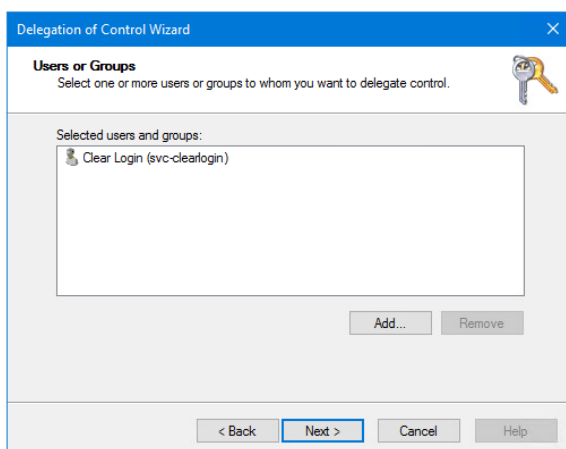 Delegation of Control Wizard
Users or Groups
Select one or more users or groups to whom you want to delegate control.
Selected users and groups:
Clear Login (svc-clearlogin)
Add... Remove
< Back Next > Cancel Help